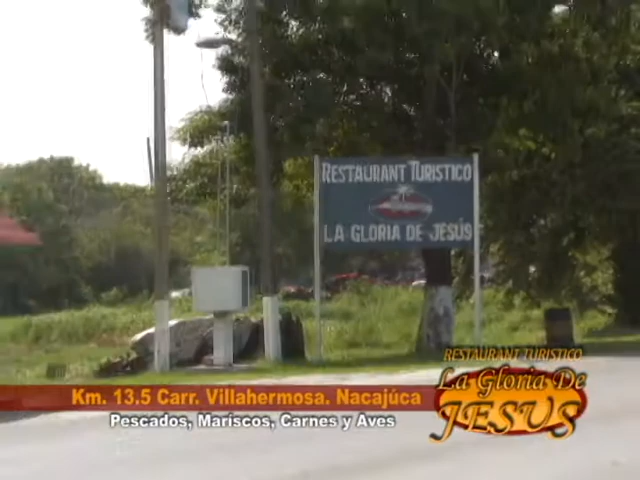 RESTAURANT TURISTICO
LA GLORIA DE JESÚS
RESTAURANT TURISTICO
La Gloria De
JESUS
Km. 13.5 Carr. Villahermosa. Nacajúca
Pescados, Mariscos, Carnes y Aves